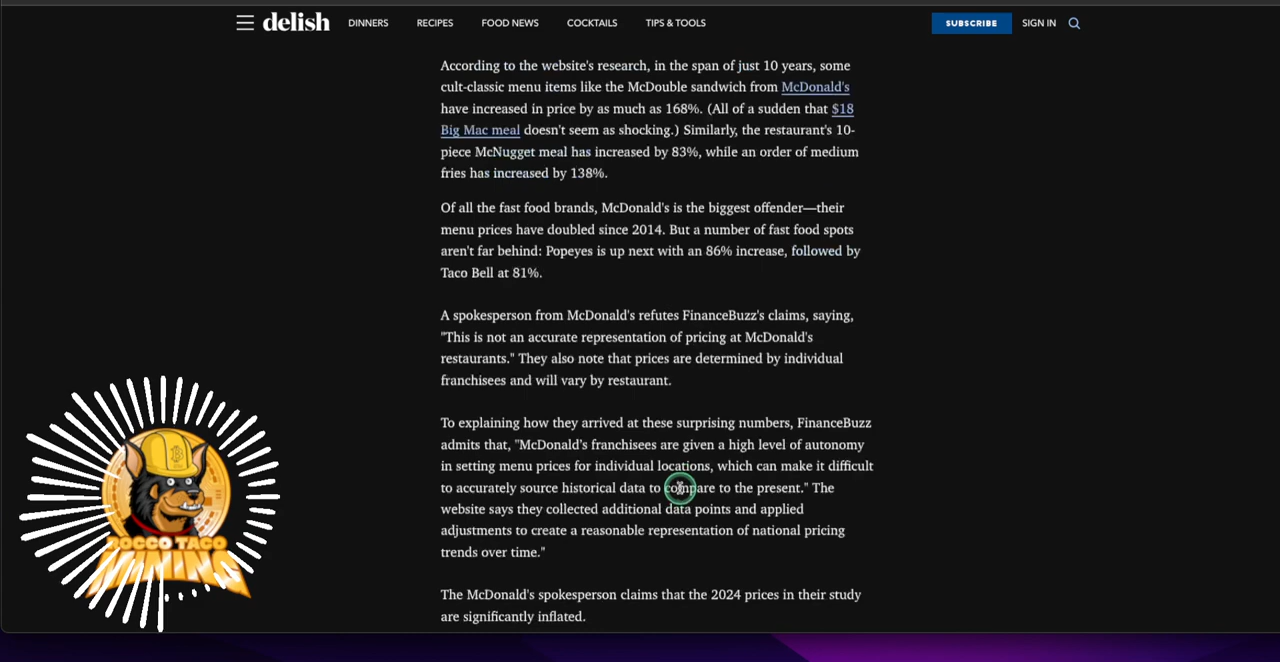 delish DINNERS RECIPES FOOD NEWS COCKTAILS TIPS & TOOLS SUBSCRIBE SIGN IN
According to the website's research, in the span of just 10 years, some
cult-classic menu items like the McDouble sandwich from McDonald's
have increased in price by as much as 168%. (All of a sudden that $18
Big Mac meal doesn't seem as shocking.) Similarly, the restaurant's 10-
piece McNugget meal has increased by 83%, while an order of medium
fries has increased by 138%.
Of all the fast food brands, McDonald's is the biggest offender—their
menu prices have doubled since 2014. But a number of fast food spots
aren't far behind: Popeyes is up next with an 86% increase, followed by
Taco Bell at 81%.
A spokesperson from McDonald's refutes FinanceBuzz's claims, saying,
"This is not an accurate representation of pricing at McDonald's
restaurants." They also note that prices are determined by individual
franchisees and will vary by restaurant.
To explaining how they arrived at these surprising numbers, FinanceBuzz
admits that, "McDonald's franchisees are given a high level of autonomy
in setting menu prices for individual locations, which can make it difficult
to accurately source historical data to compare to the present." The
website says they collected additional data points and applied
adjustments to create a reasonable representation of national pricing
trends over time."
The McDonald's spokesperson claims that the 2024 prices in their study
are significantly inflated.
ROCCO TACO
MINING